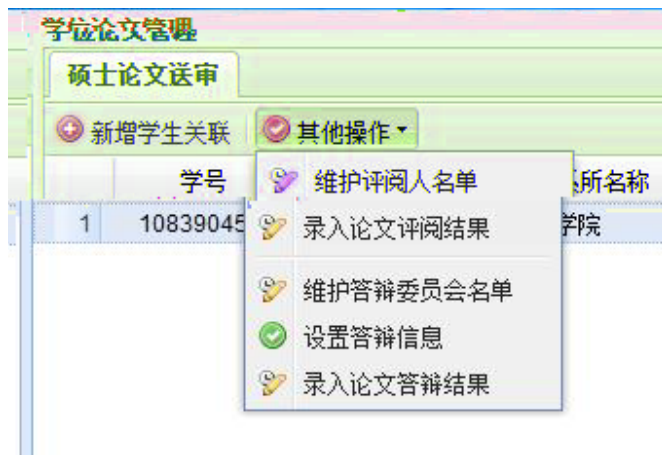 学位论文管理
硕士论文送审
新增学生关联 其他操作
学号 所名称
1 10839045 学院
维护评阅人名单
录入论文评阅结果
维护答辩委员会名单
设置答辩信息
录入论文答辩结果